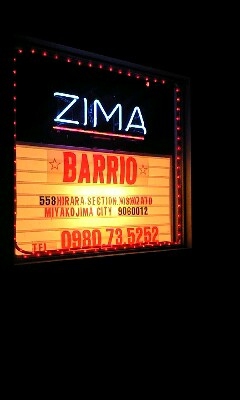 ZIMA
☆BARRIO☆
558HIRARA.SECTION.NISHIZATO
MIYAKOJIMA CITY 9060012
TEL 0980.73.5252